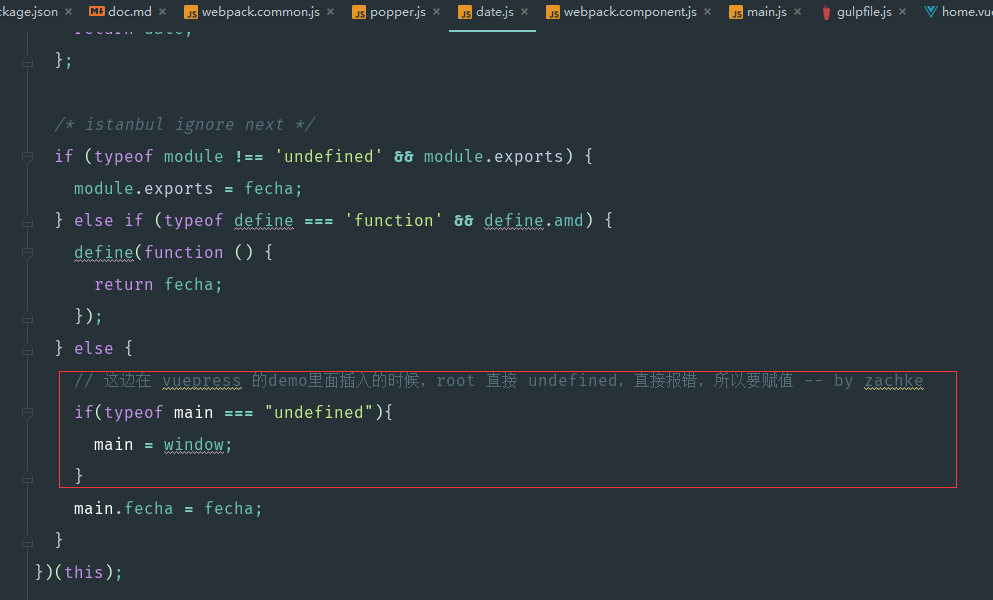 ckage.json × doc.md × webpack.common.js × popper.js × date.js × webpack.component.js × main.js × gulpfile.js × home.vue
return date;
};
/* istanbul ignore next */
if (typeof module !== 'undefined' && module.exports) {
module.exports = fecha;
} else if (typeof define === 'function' && define.amd) {
define(function () {
return fecha;
});
} else {
// 这边在 vuepress 的demo里面插入的时候，root 直接 undefined，直接报错，所以要赋值 -- by zachke
if(typeof main === "undefined"){
main = window;
}
main.fecha = fecha;
}
})(this);